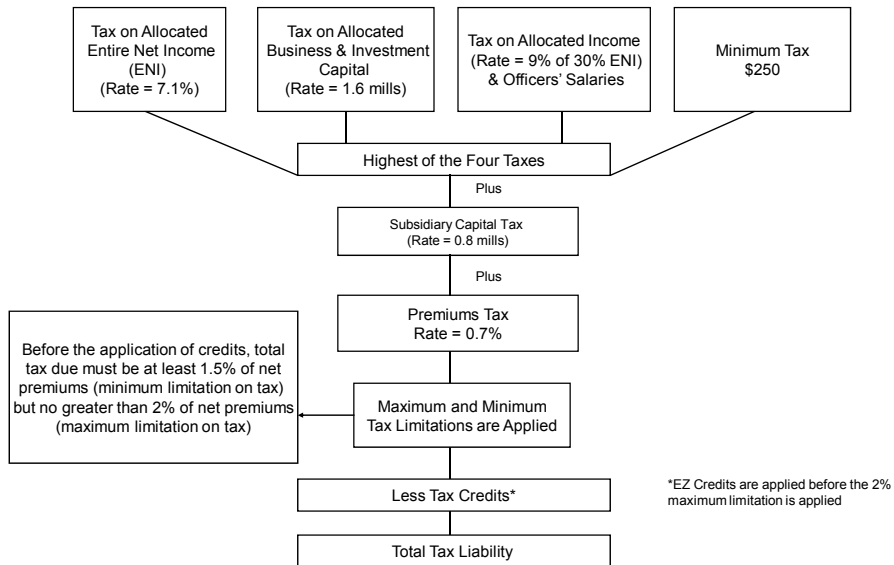 Tax on Allocated
Entire Net Income
(ENI)
(Rate = 7.1%)
Tax on Allocated
Business & Investment
Capital
(Rate = 1.6 mills)
Tax on Allocated Income
(Rate = 9% of 30% ENI)
& Officers' Salaries
Minimum Tax
$250
Highest of the Four Taxes
Plus
Subsidiary Capital Tax
(Rate = 0.8 mills)
Plus
Premiums Tax
Rate = 0.7%
Before the application of credits, total
tax due must be at least 1.5% of net
premiums (minimum limitation on tax)
but no greater than 2% of net premiums
(maximum limitation on tax)
Maximum and Minimum
Tax Limitations are Applied
Less Tax Credits*
*EZ Credits are applied before the 2%
maximum limitation is applied
Total Tax Liability